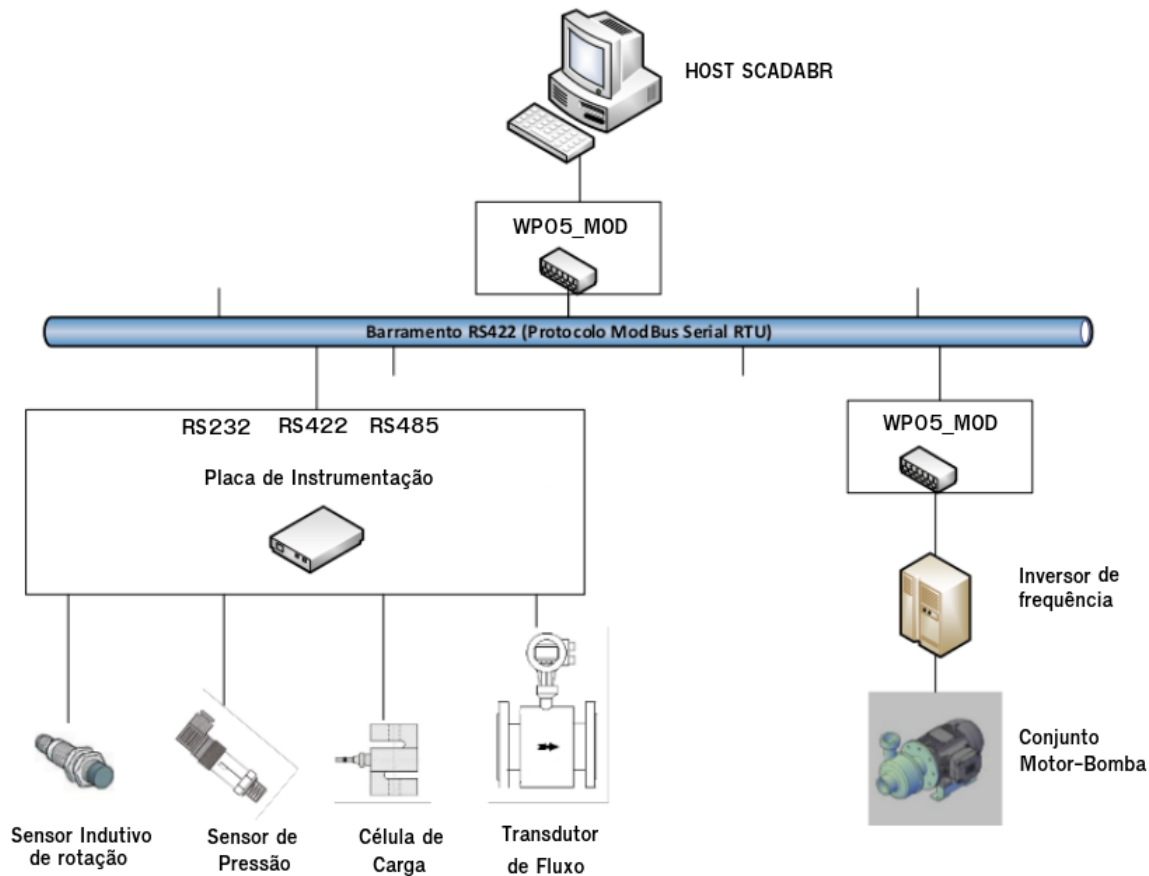 HOST SCADABR
WP05_MOD
Barramento RS422 (Protocolo ModBus Serial RTU)
RS232 RS422 RS485
Placa de Instrumentação
WP05_MOD
Inversor de
frequência
Conjunto
Motor-Bomba
Sensor Indutivo
de rotação
Sensor de
Pressão
Célula de
Carga
Transdutor
de Fluxo